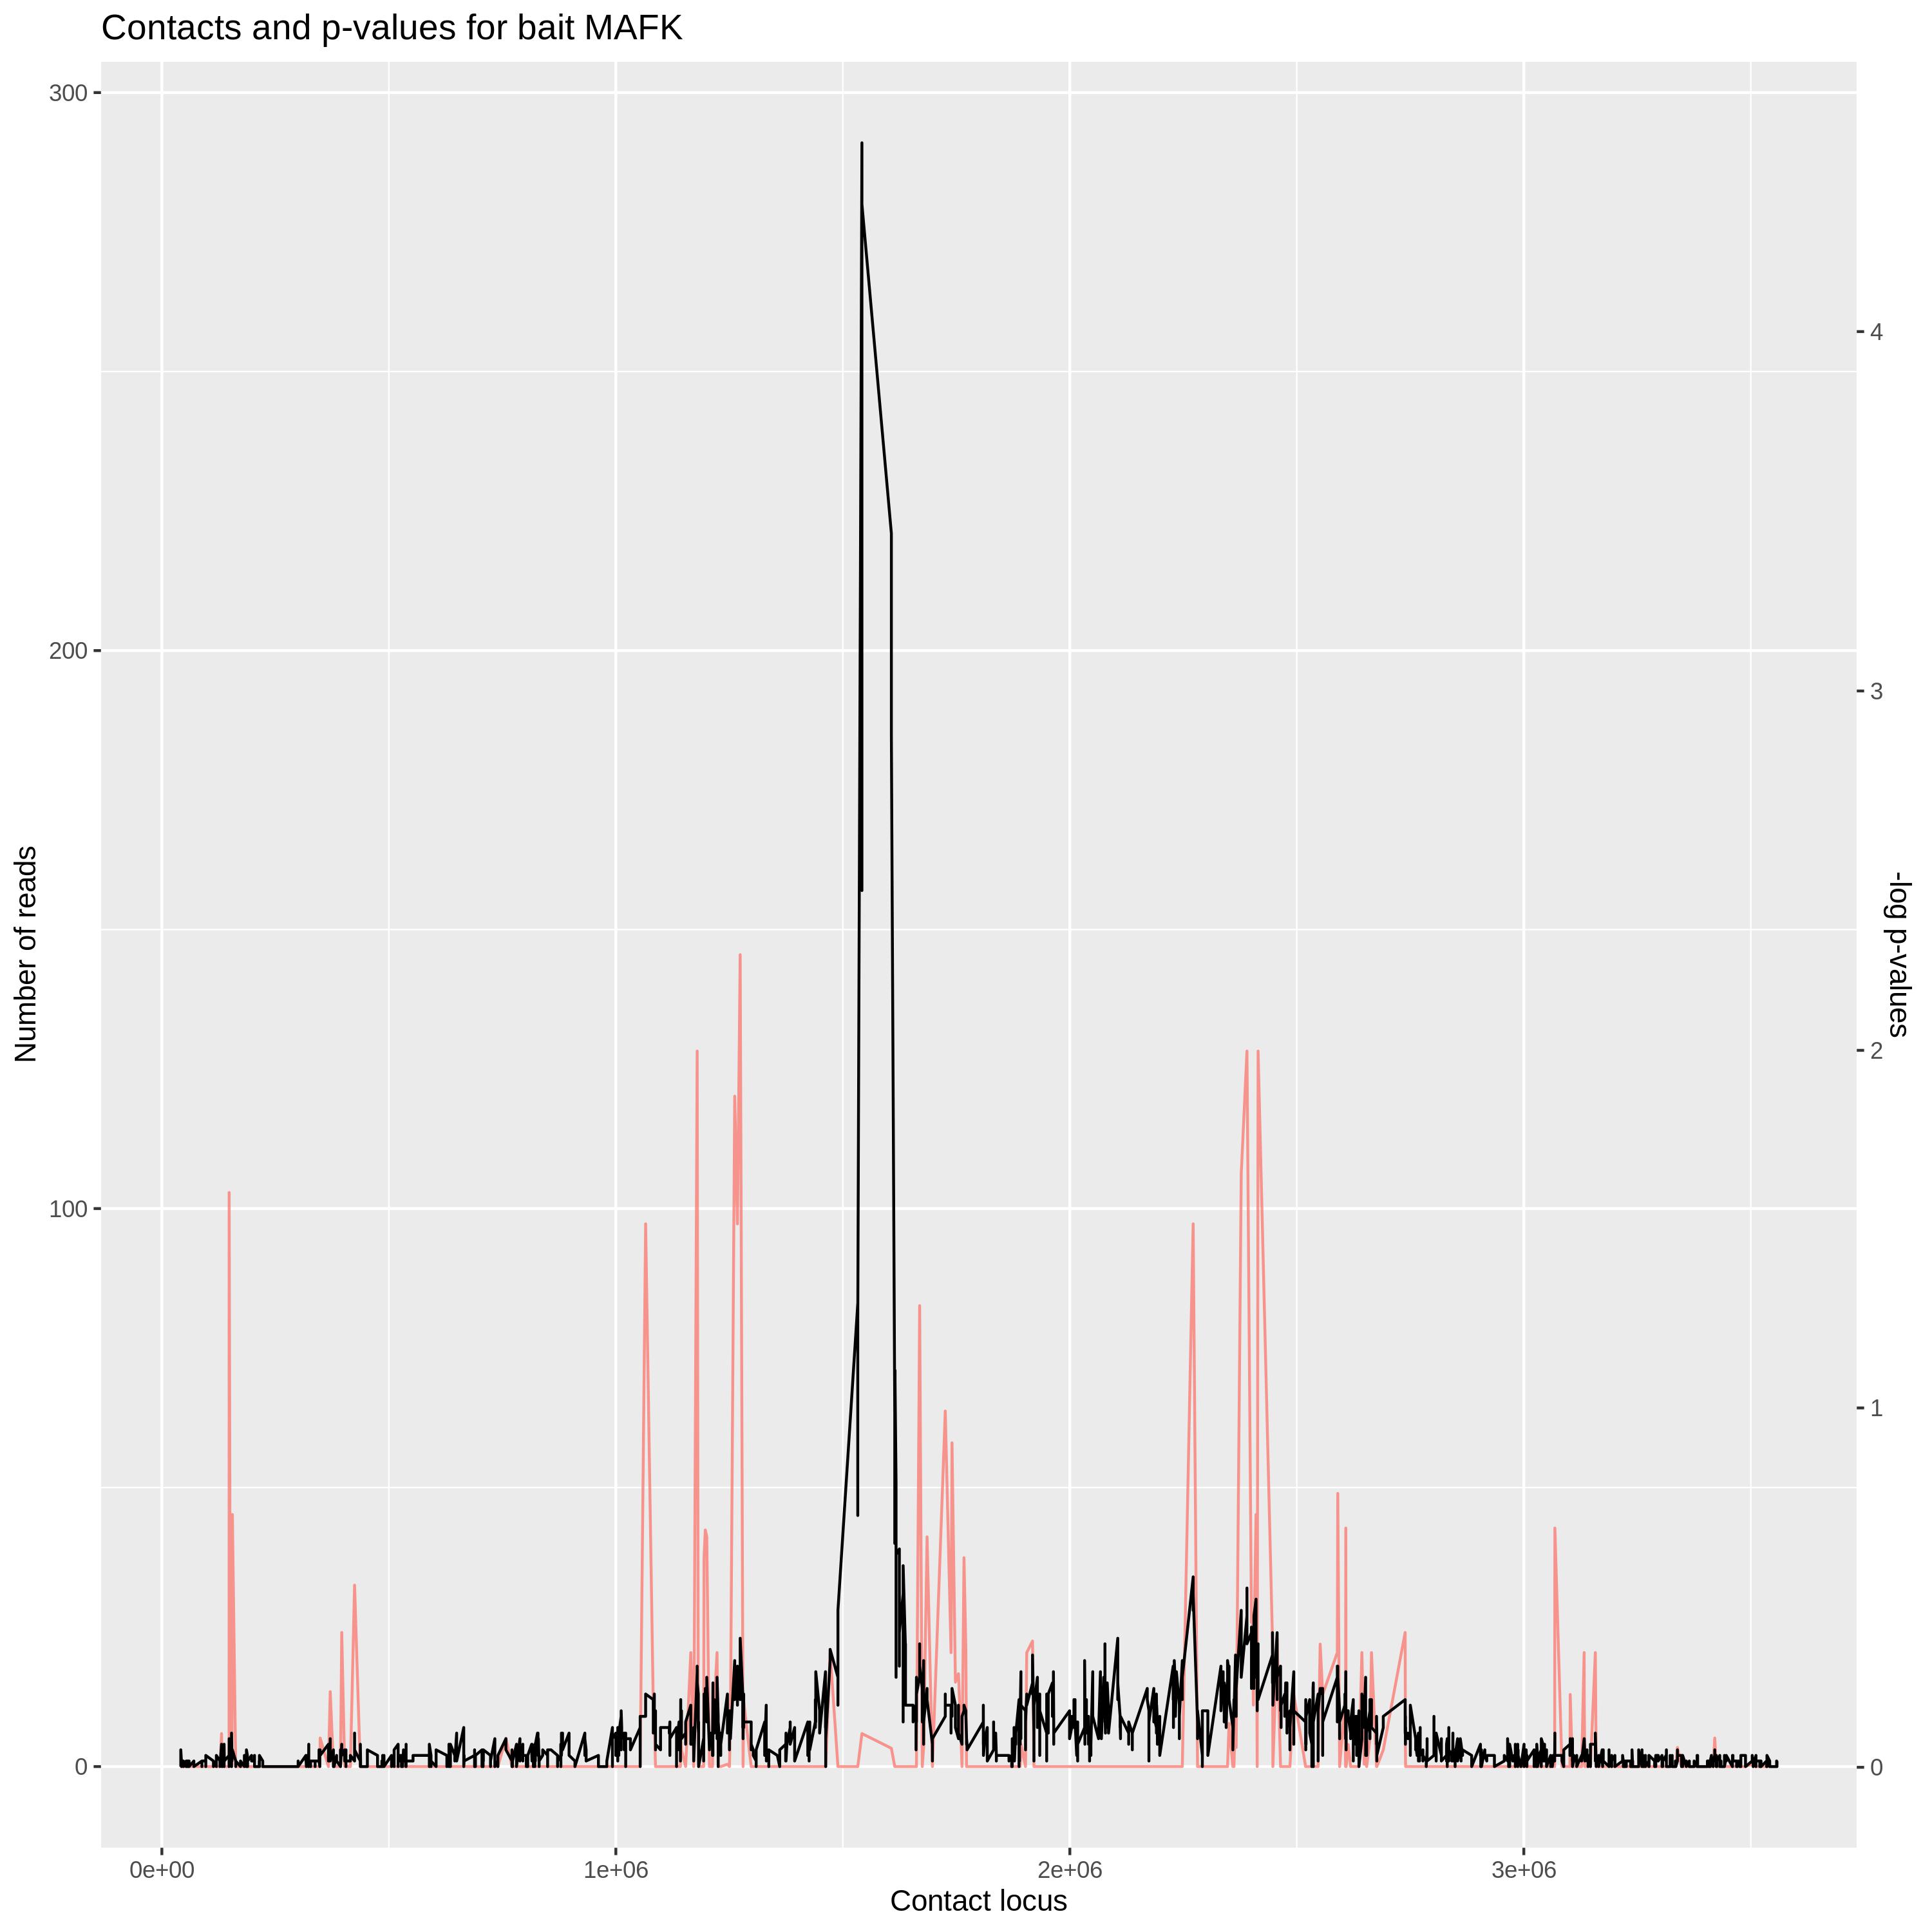 Contacts and p-values for bait MAFK
300
200
100
0
Number of reads
4
3
2
1
0
-log p-values
0e+00
1e+06
2e+06
3e+06
Contact locus